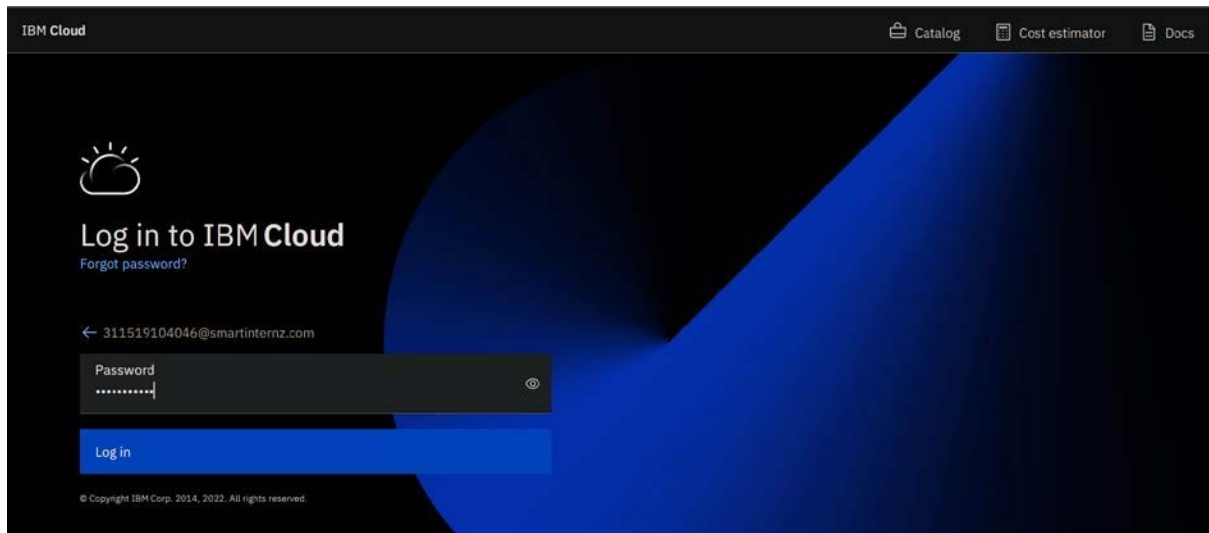 IBM Cloud
Catalog
Cost estimator
Docs
Log in to IBM Cloud
Forgot password?
← 311519104046@smartinternz.com
Password
•••••••••••
Log in
© Copyright IBM Corp. 2014, 2022. All rights reserved.